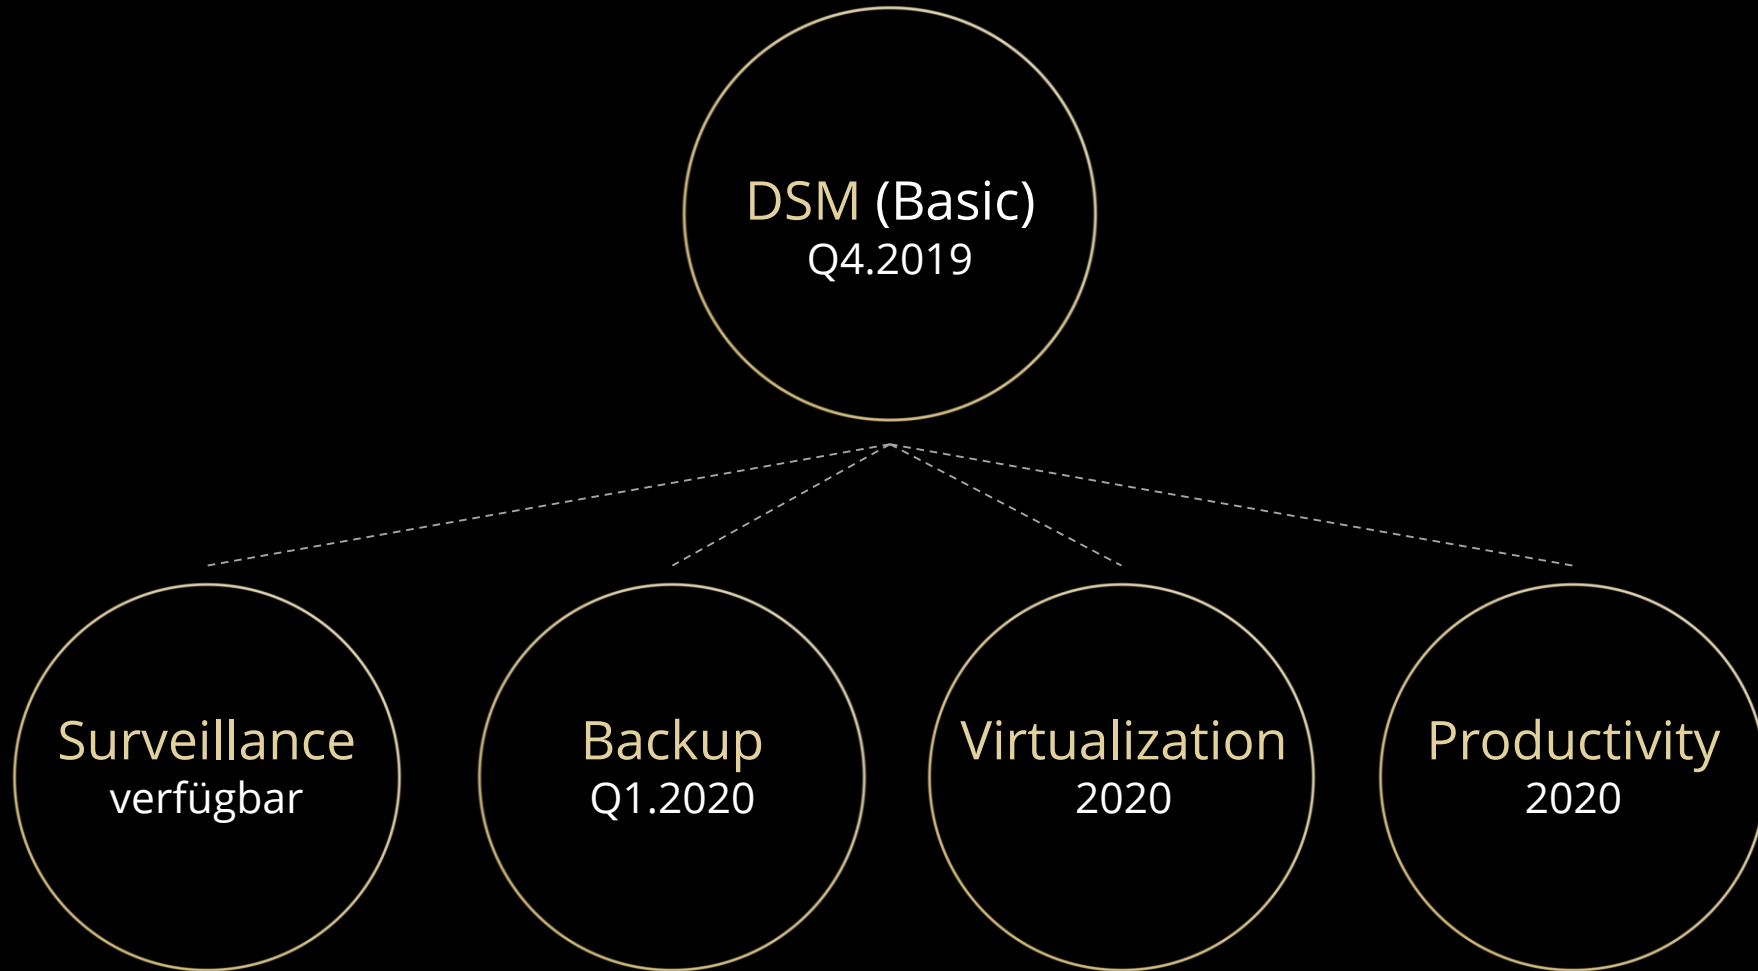 DSM (Basic)
Q4.2019
Surveillance
verfügbar
Backup
Q1.2020
Virtualization
2020
Productivity
2020